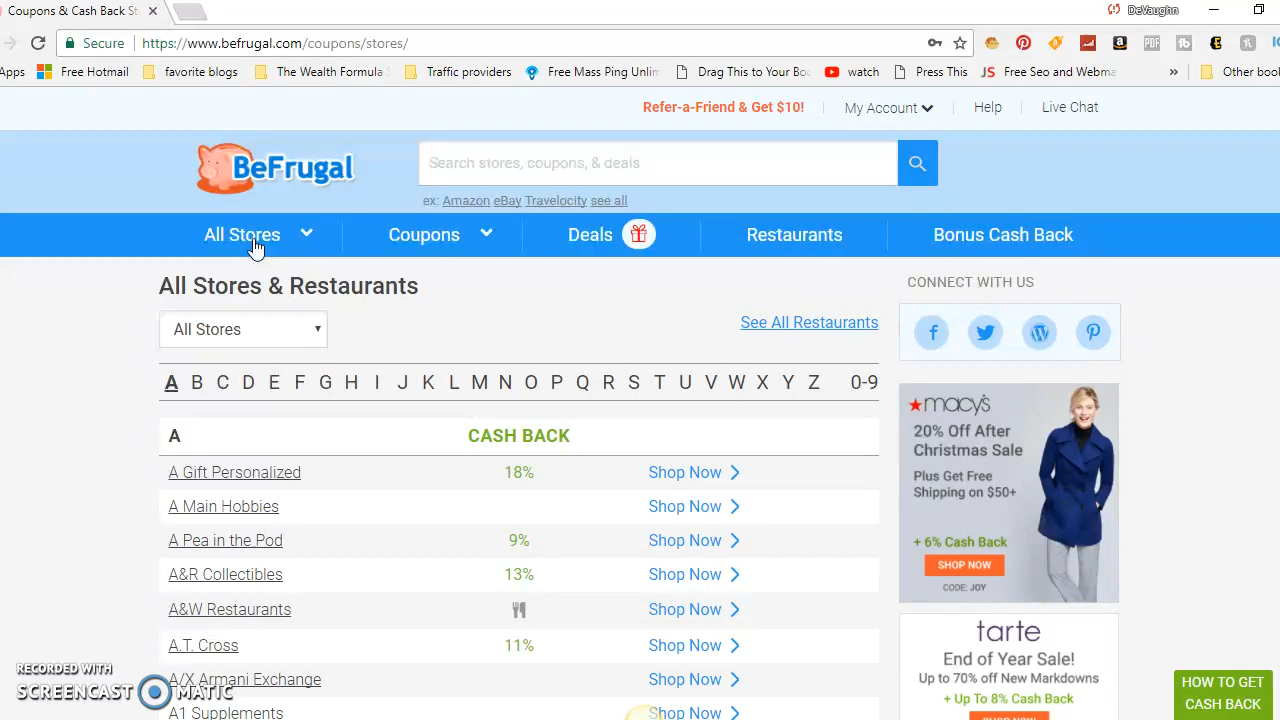 Coupons & Cash Back St
DeVaughn
Secure https://www.befrugal.com/coupons/stores/
Apps Free Hotmail favorite blogs The Wealth Formula Traffic providers Free Mass Ping Unlim Drag This to Your Bo watch Press This JS Free Seo and Webma » Other book
Refer-a-Friend & Get $10! My Account Help Live Chat
BeFrugal
Search stores, coupons, & deals
ex: Amazon eBay Travelocity see all
All Stores Coupons Deals Restaurants Bonus Cash Back
All Stores & Restaurants
All Stores
See All Restaurants
A B C D E F G H I J K L M N O P Q R S T U V W X Y Z 0-9
A CASH BACK
A Gift Personalized 18% Shop Now
A Main Hobbies Shop Now
A Pea in the Pod 9% Shop Now
A&R Collectibles 13% Shop Now
A&W Restaurants Shop Now
A.T. Cross 11% Shop Now
A/X Armani Exchange Shop Now
A1 Supplements Shop Now
CONNECT WITH US
macy's
20% Off After
Christmas Sale
Plus Get Free
Shipping on $50+
+ 6% Cash Back
SHOP NOW
CODE: JOY
tarte
End of Year Sale!
Up to 70% off New Markdowns
+ Up To 8% Cash Back
SHOP NOW
HOW TO GET
CASH BACK
RECORDED WITH
SCREENCAST MATIC